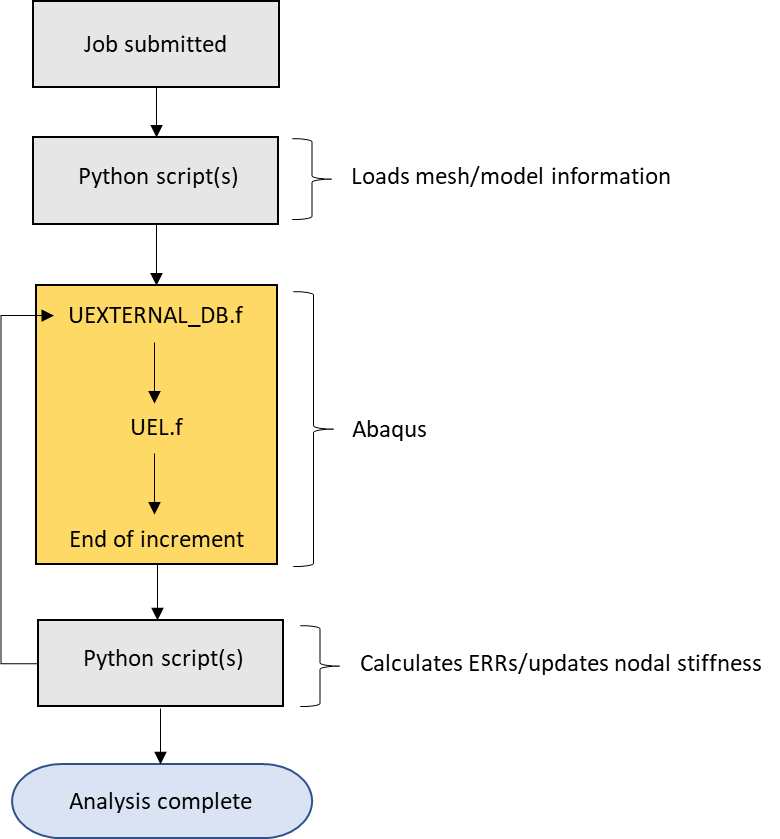 Job submitted
Python script(s)
Loads mesh/model information
UEXTERNAL_DB.f
UEL.f
Abaqus
End of increment
Python script(s)
Calculates ERRs/updates nodal stiffness
Analysis complete